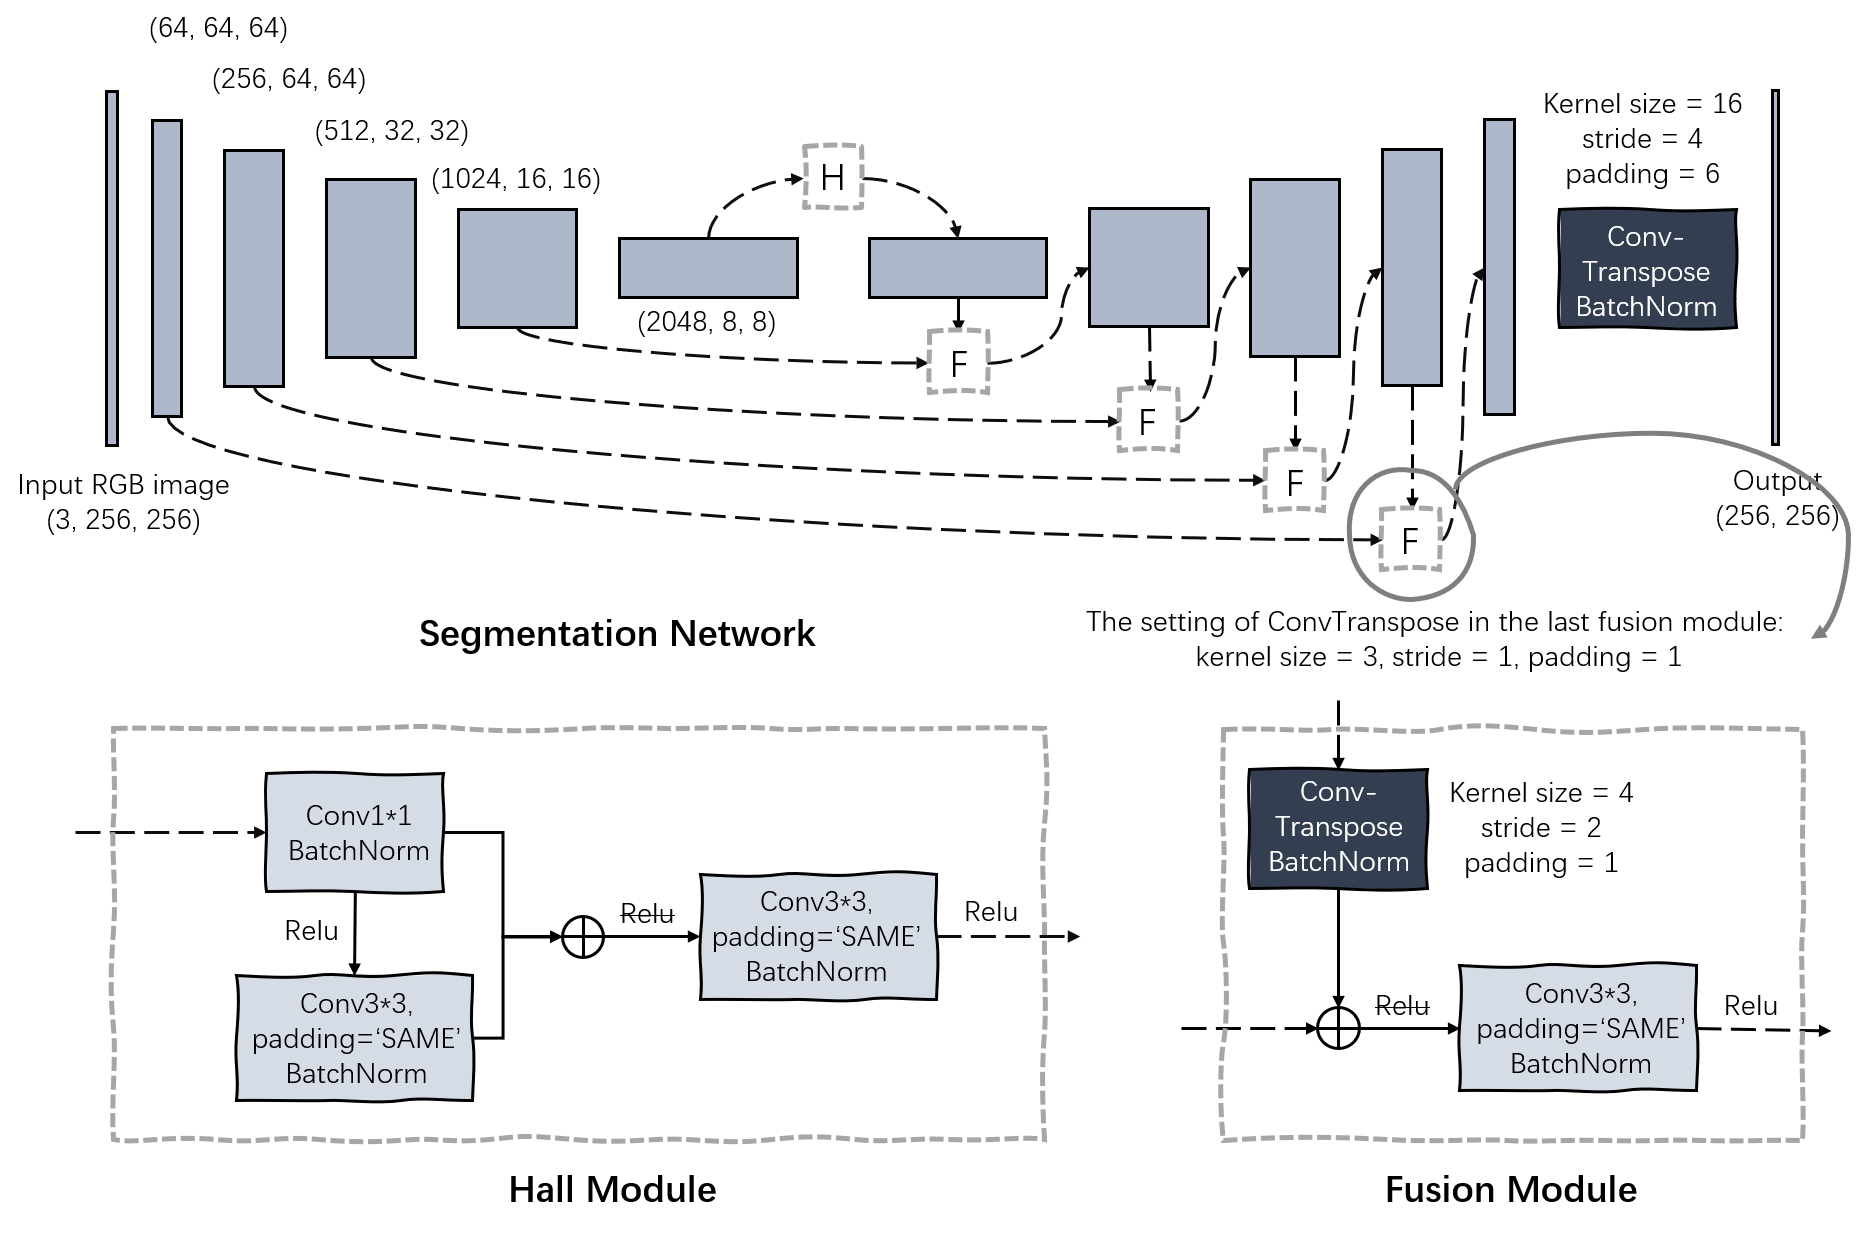 (64, 64, 64)
(256, 64, 64)
(512, 32, 32)
(1024, 16, 16)
(2048, 8, 8)
H
F
F
F
F
Kernel size = 16
stride = 4
padding = 6
Conv-
Transpose
BatchNorm
Input RGB image
(3, 256, 256)
Output
(256, 256)
Segmentation Network
The setting of ConvTranspose in the last fusion module:
kernel size = 3, stride = 1, padding = 1
Conv1*1
BatchNorm
Relu
Conv3*3,
padding=‘SAME’
BatchNorm
Relu
Conv3*3,
padding=‘SAME’
BatchNorm
Relu
Hall Module
Conv-
Transpose
BatchNorm
Kernel size = 4
stride = 2
padding = 1
Relu
Conv3*3,
padding=‘SAME’
BatchNorm
Relu
Fusion Module